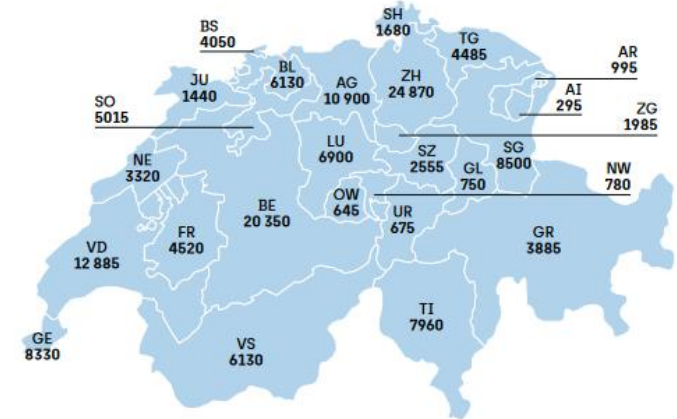 SH
1680
BS
4050
TG
4485
AR
995
BL
6130
JU
1440
AG
10 900
ZH
24 870
AI
295
SO
5015
ZG
1985
LU
6900
SZ
2555
SG
8500
NE
3320
GL
750
NW
780
OW
645
BE
20 350
UR
675
FR
4520
GR
3885
VD
12 885
TI
7960
GE
8330
VS
6130